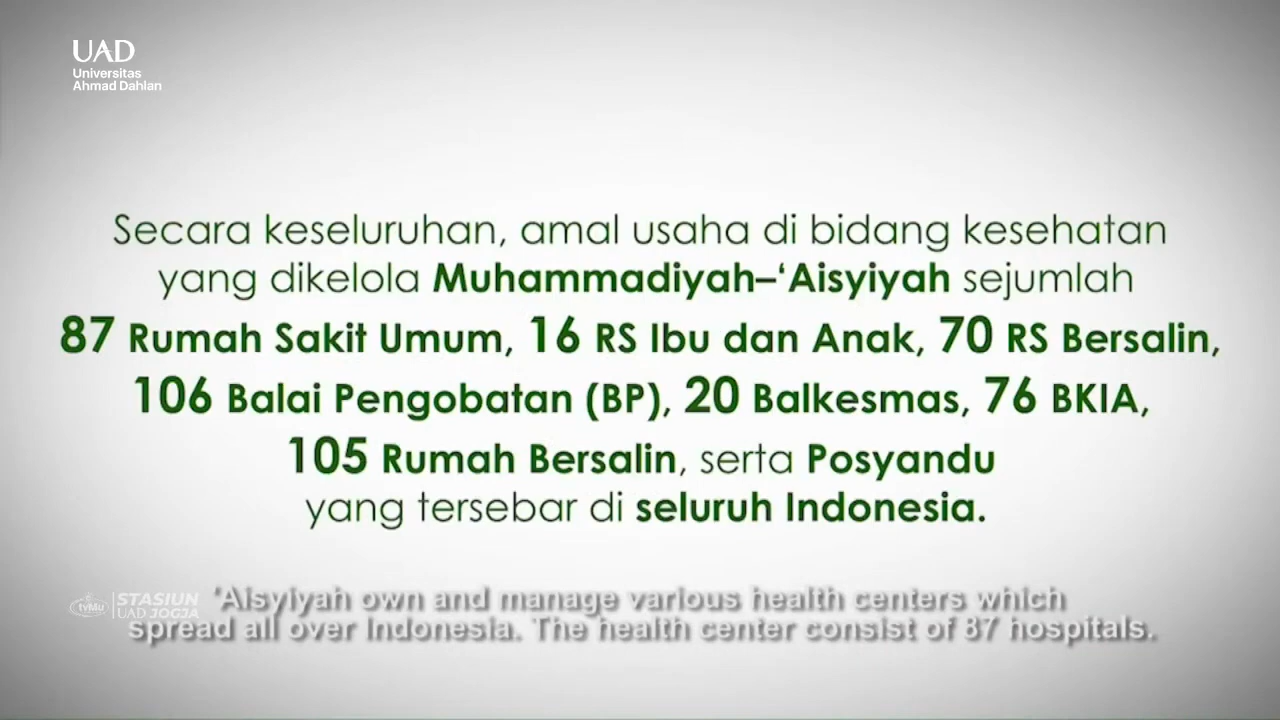 UAD
Universitas
Ahmad Dahlan
Secara keseluruhan, amal usaha di bidang kesehatan
yang dikelola Muhammadiyah–‘Aisyiyah sejumlah
87 Rumah Sakit Umum, 16 RS Ibu dan Anak, 70 RS Bersalin,
106 Balai Pengobatan (BP), 20 Balkesmas, 76 BKIA,
105 Rumah Bersalin, serta Posyandu
yang tersebar di seluruh Indonesia.
tvMu
STASIUN
UAD JOGJA
'Aisyiyah own and manage various health centers which
spread all over Indonesia. The health center consist of 87 hospitals.